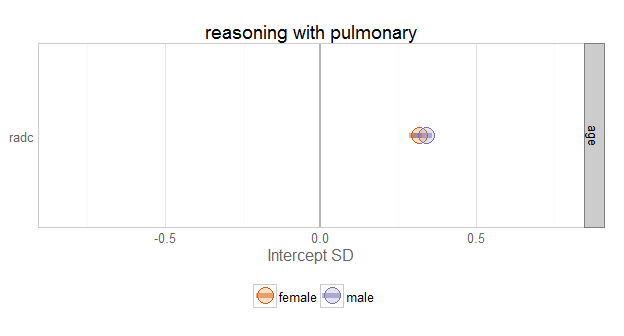 reasoning with pulmonary
radc
age
-0.5 0.0 0.5
Intercept SD
female male